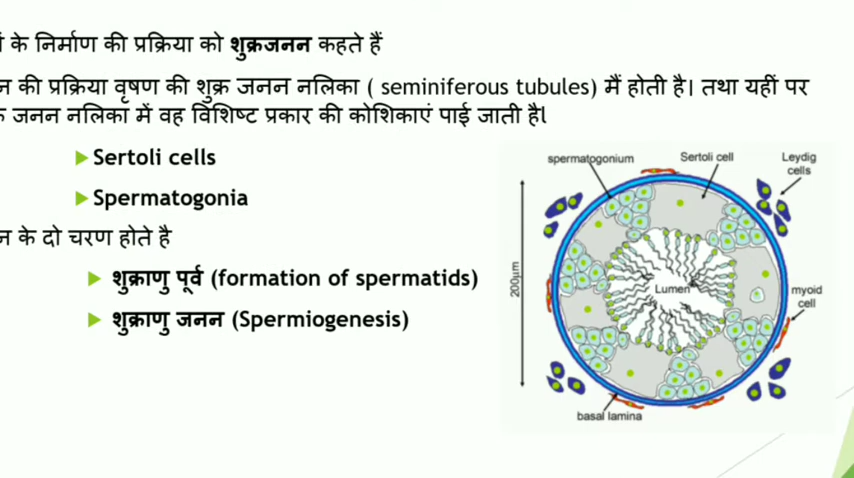 के निर्माण की प्रक्रिया को शुक्रजनन कहते हैं
की प्रक्रिया वृषण की शुक्र जनन नलिका ( seminiferous tubules) मैं होती है। तथा यहीं पर
जनन नलिका में वह विशिष्ट प्रकार की कोशिकाएं पाई जाती हैl
Sertoli cells
Spermatogonia
के दो चरण होते है
शुक्राणु पूर्व (formation of spermatids)
शुक्राणु जनन (Spermiogenesis)
spermatogonium
Sertoli cell
Leydig
cells
200µm
Lumen
myoid
cell
basal lamina